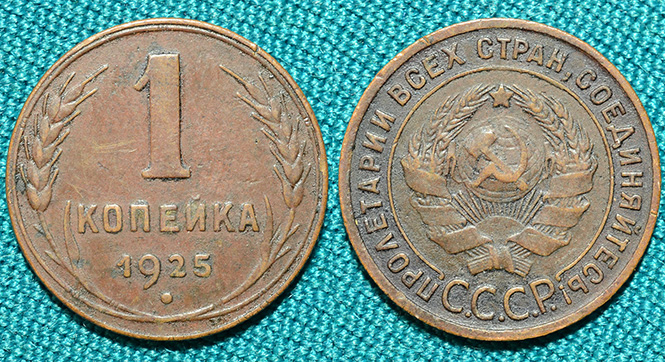 1
КОПЕЙКА
1925
ПРОЛЕТАРИИ ВСЕХ СТРАН, СОЕДИНЯЙТЕСЬ!
С.С.С.Р.